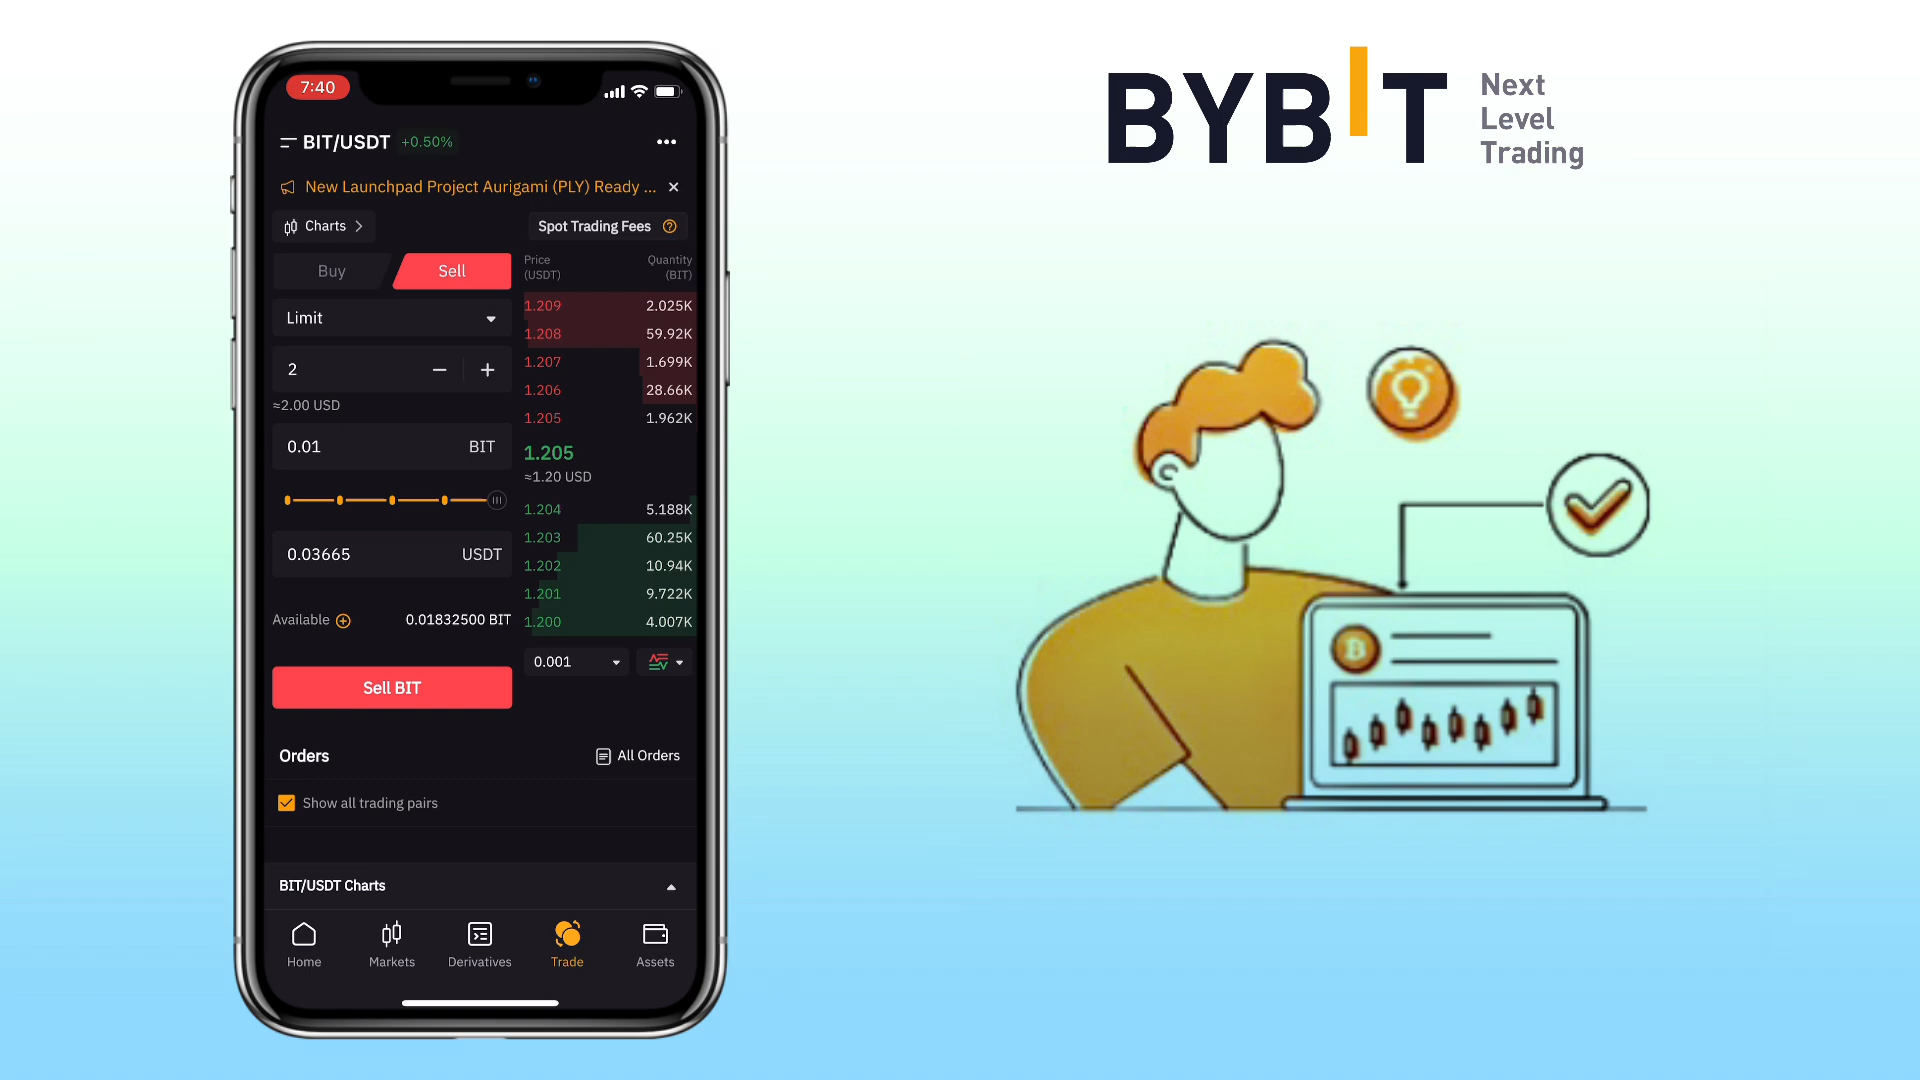 7:40
BIT/USDT +0.50%
New Launchpad Project Aurigami (PLY) Ready ...
Charts
Spot Trading Fees
Buy
Sell
Price
(USDT)
Quantity
(BIT)
Limit
2
≈2.00 USD
0.01 BIT
0.03665 USDT
Available 0.01832500 BIT
Sell BIT
1.209 2.025K
1.208 59.92K
1.207 1.699K
1.206 28.66K
1.205 1.962K
1.205
≈1.20 USD
1.204 5.188K
1.203 60.25K
1.202 10.94K
1.201 9.722K
1.200 4.007K
0.001
Orders
All Orders
Show all trading pairs
BIT/USDT Charts
Home
Markets
Derivatives
Trade
Assets
BYBIT
Next
Level
Trading